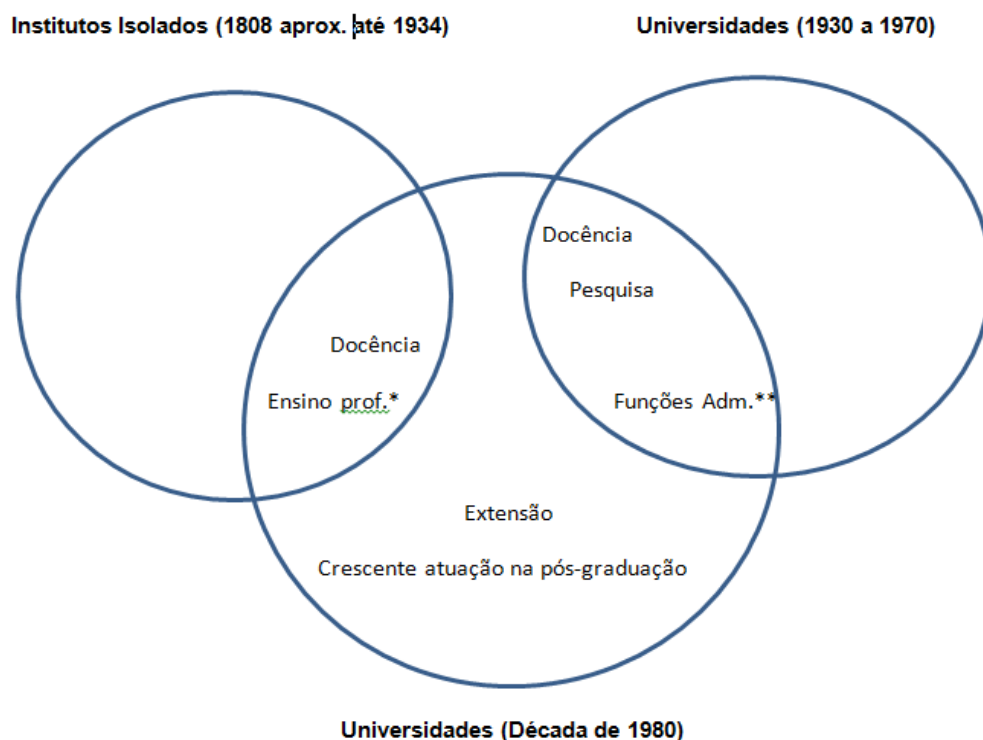 Institutos Isolados (1808 aprox. até 1934)
Universidades (1930 a 1970)
Docência
Pesquisa
Docência
Ensino prof.*
Funções Adm.**
Extensão
Crescente atuação na pós-graduação
Universidades (Década de 1980)